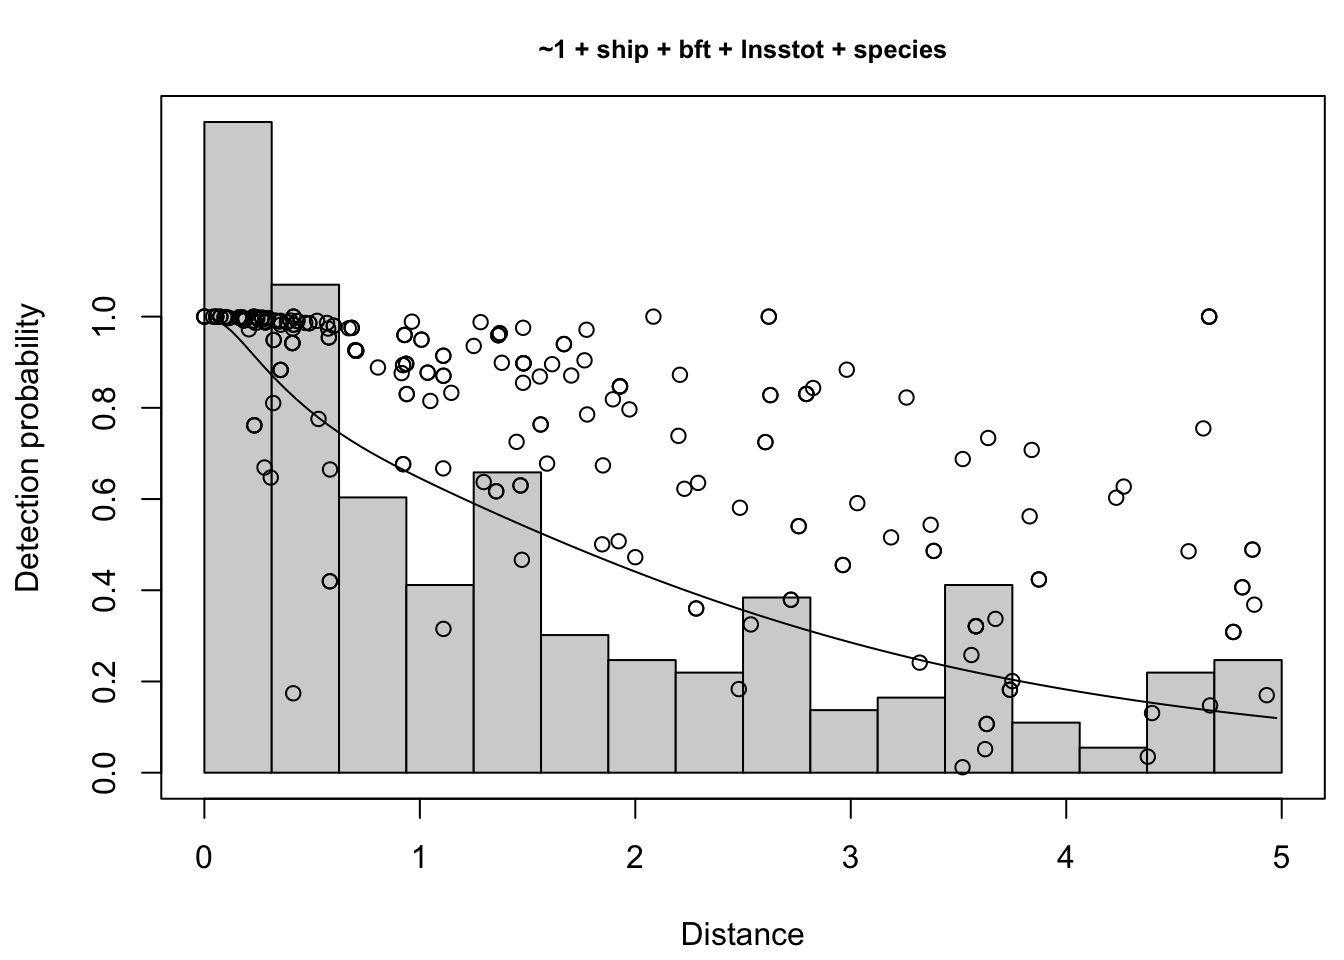 ~1 + ship + bft + lnsstot + species
Detection probability
1.0
0.8
0.6
0.4
0.2
0.0
0 1 2 3 4 5
Distance